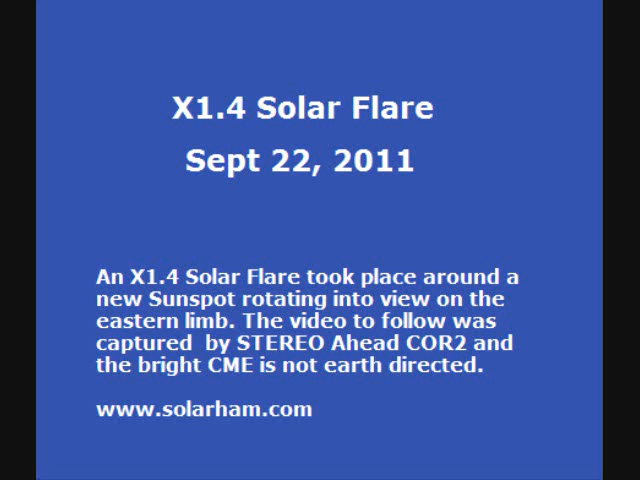 X1.4 Solar Flare
Sept 22, 2011
An X1.4 Solar Flare took place around a
new Sunspot rotating into view on the
eastern limb. The video to follow was
captured  by STEREO Ahead COR2 and
the bright CME is not earth directed.
www.solarham.com